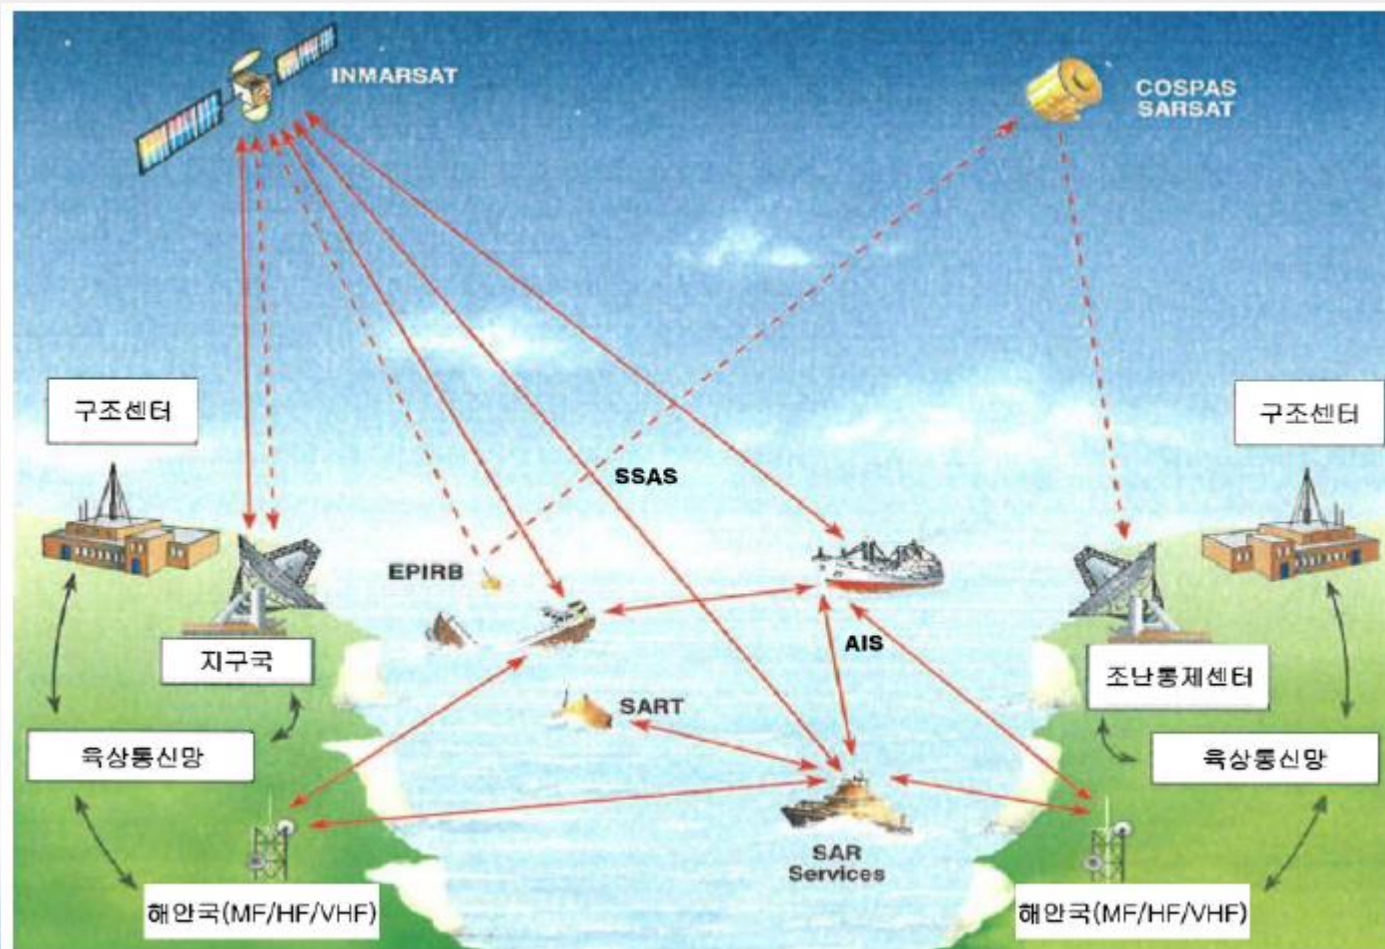 INMARSAT
COSPAS
SARSAT
구조센터
구조센터
SSAS
EPIRB
AIS
지구국
조난통제센터
SART
육상통신망
육상통신망
SAR
Services
해안국(MF/HF/VHF)
해안국(MF/HF/VHF)